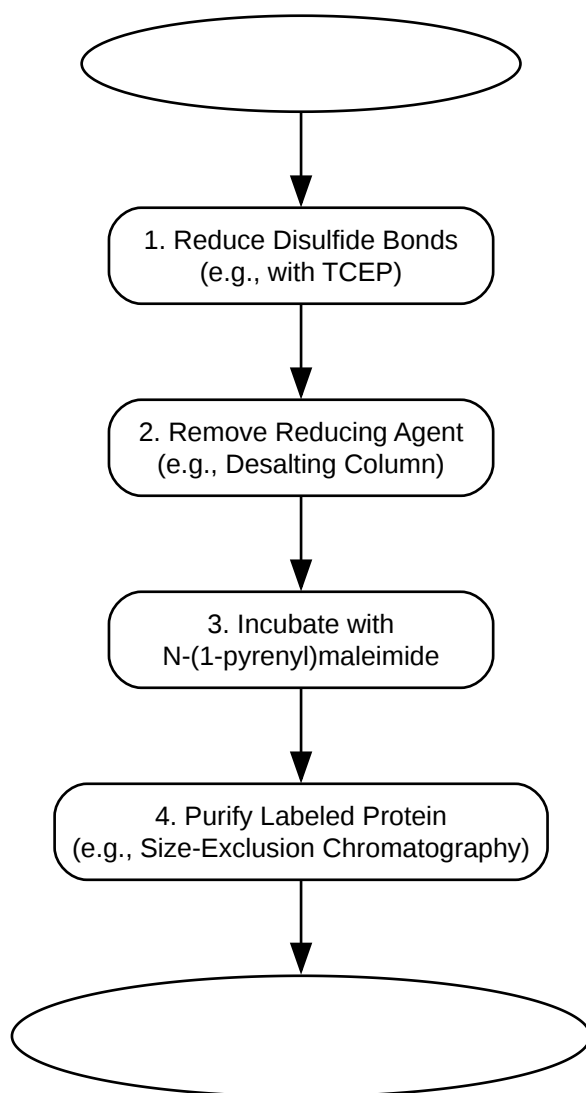 1. Reduce Disulfide Bonds
(e.g., with TCEP)
2. Remove Reducing Agent
(e.g., Desalting Column)
3. Incubate with
N-(1-pyrenyl)maleimide
4. Purify Labeled Protein
(e.g., Size-Exclusion Chromatography)